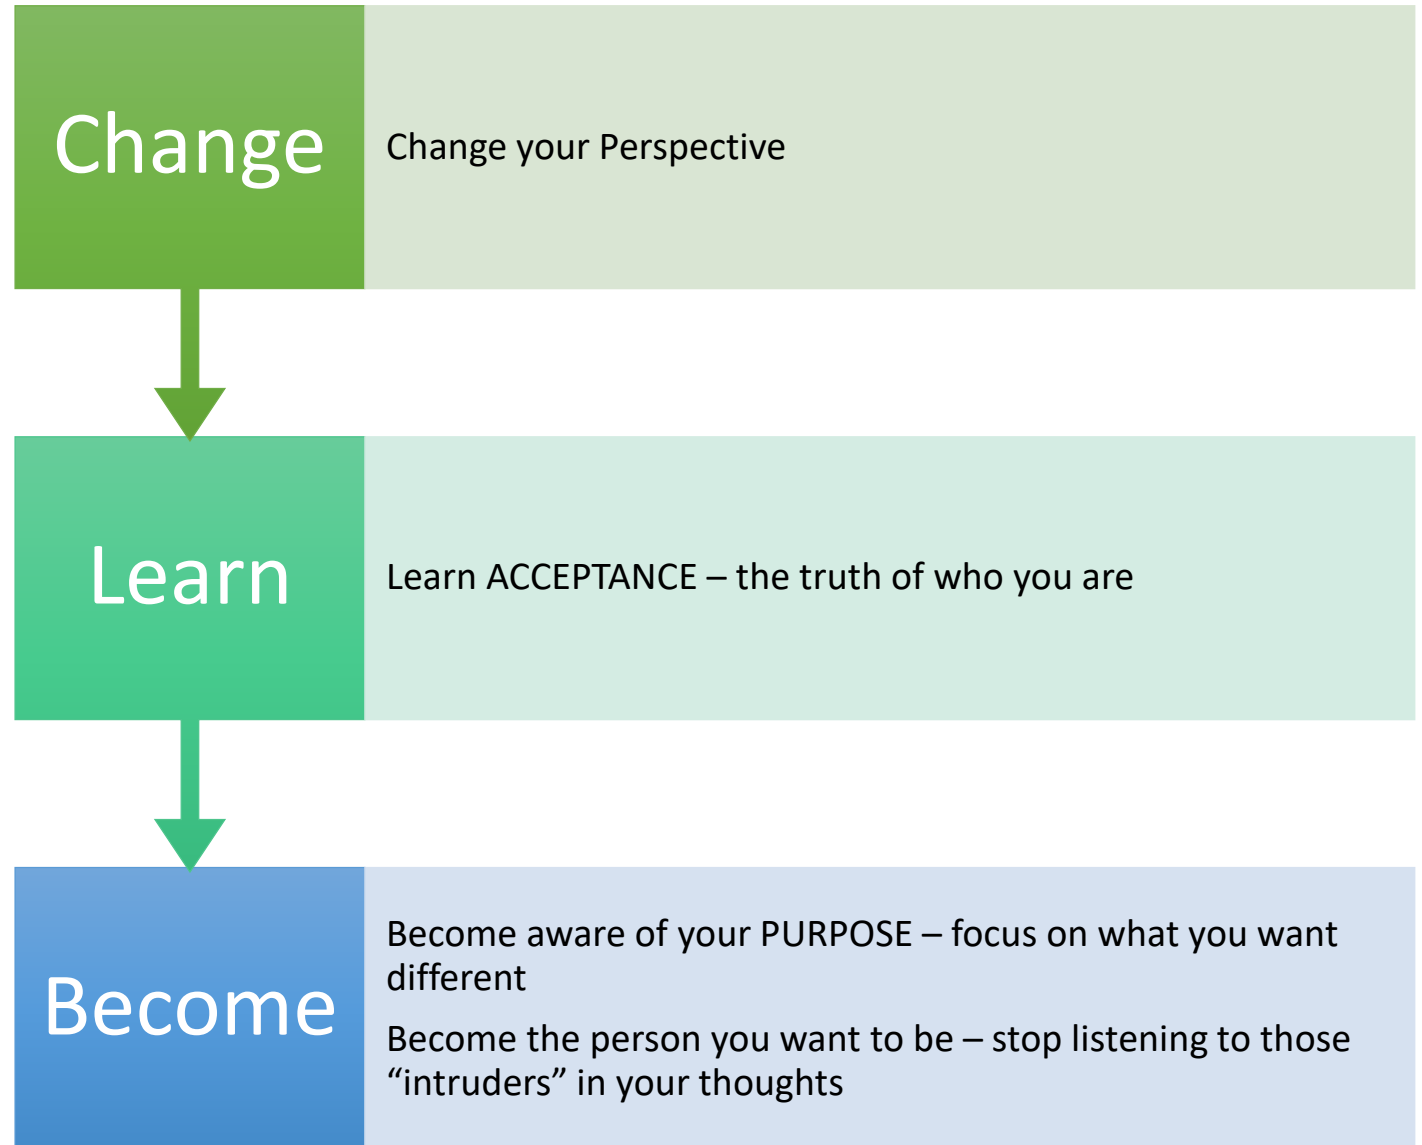 Change
Change your Perspective
Learn
Learn ACCEPTANCE – the truth of who you are
Become
Become aware of your PURPOSE – focus on what you want
different
Become the person you want to be – stop listening to those
“intruders” in your thoughts